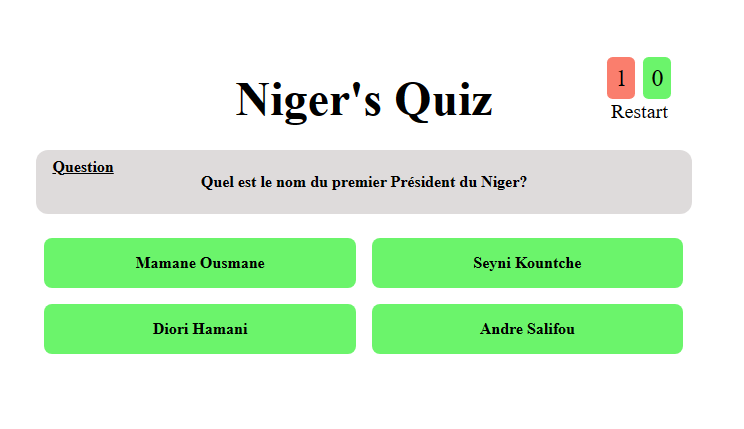 Niger's Quiz
1 0
Restart
Question
Quel est le nom du premier Président du Niger?
Mamane Ousmane
Seyni Kountche
Diori Hamani
Andre Salifou